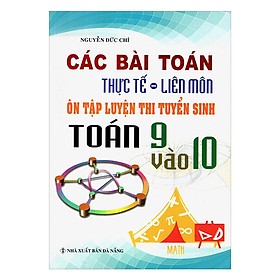 NGUYỄN ĐỨC CHÍ
CÁC BÀI TOÁN
THỰC TẾ - LIÊN MÔN
ÔN TẬP LUYỆN THI TUYỂN SINH
TOÁN 9
vào 10
MATH
NHÀ XUẤT BẢN ĐÀ NẴNG